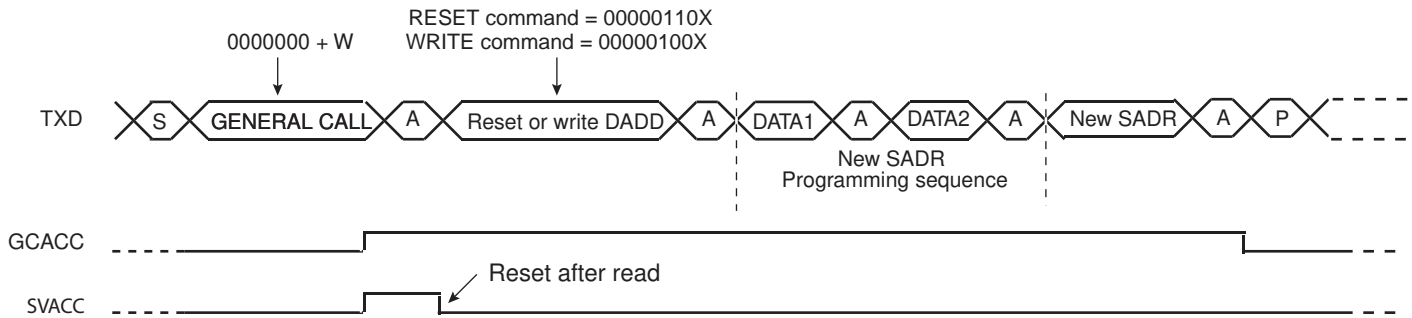 RESET command = 00000110X
0000000 + W
WRITE command = 00000100X
TXD
S
GENERAL CALL
A
Reset or write DADD
A
DATA1
A
DATA2
A
New SADR
A
P
New SADR
Programming sequence
GCACC
Reset after read
SVACC